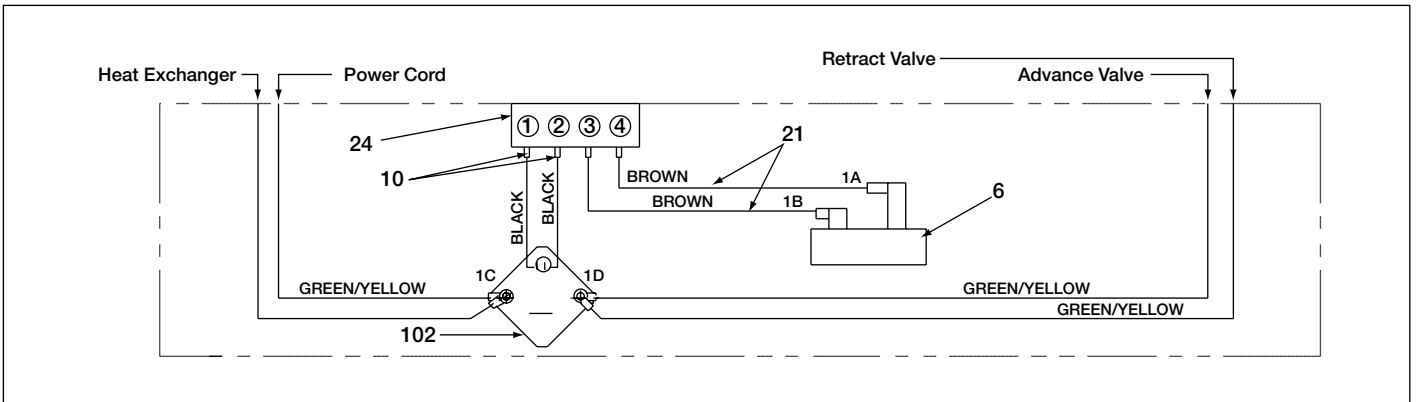 Retract Valve
Heat Exchanger
Power Cord
Advance Valve
24
1 2 3 4
21
10
BROWN
1A
6
BROWN
1B
BLACK
BLACK
1C
1D
GREEN/YELLOW
GREEN/YELLOW
GREEN/YELLOW
102